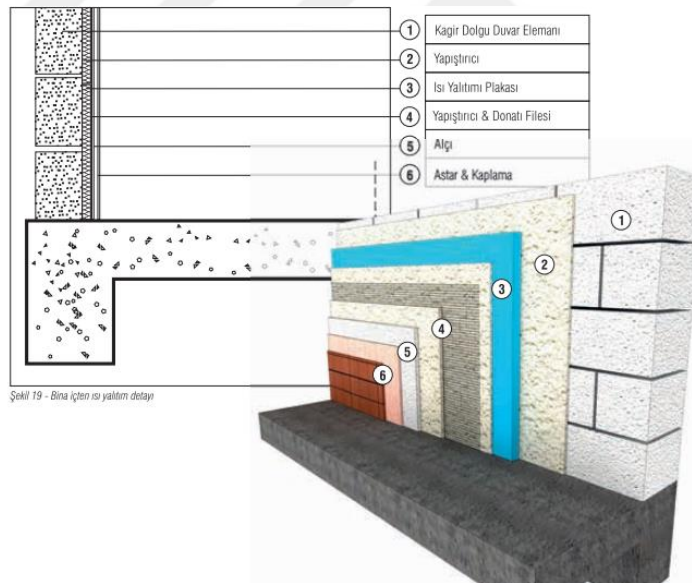 1 Kagir Dolgu Duvar Elemanı
2 Yapıştırıcı
3 Isı Yalıtımı Plakası
4 Yapıştırıcı & Donatı Filesi
5 Alçı
6 Astar & Kaplama
1
2
3
4
5
6
Şekil 19 - Bina içten ısı yalıtım detayı